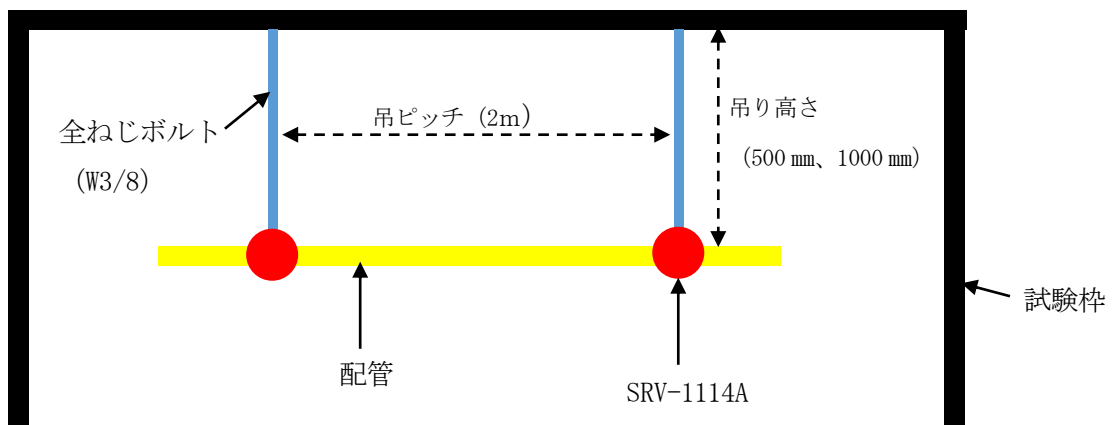 吊ピッチ（2m）
吊り高さ
（500㎜、1000㎜）
全ねじボルト
（W3/8）
試験枠
配管
SRV-1114A